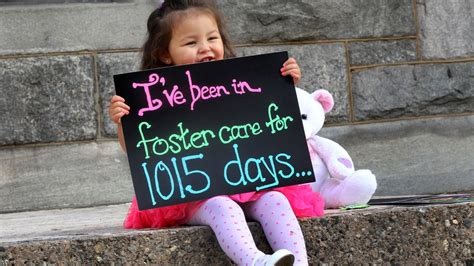 I've been in
foster care for
1015 days...